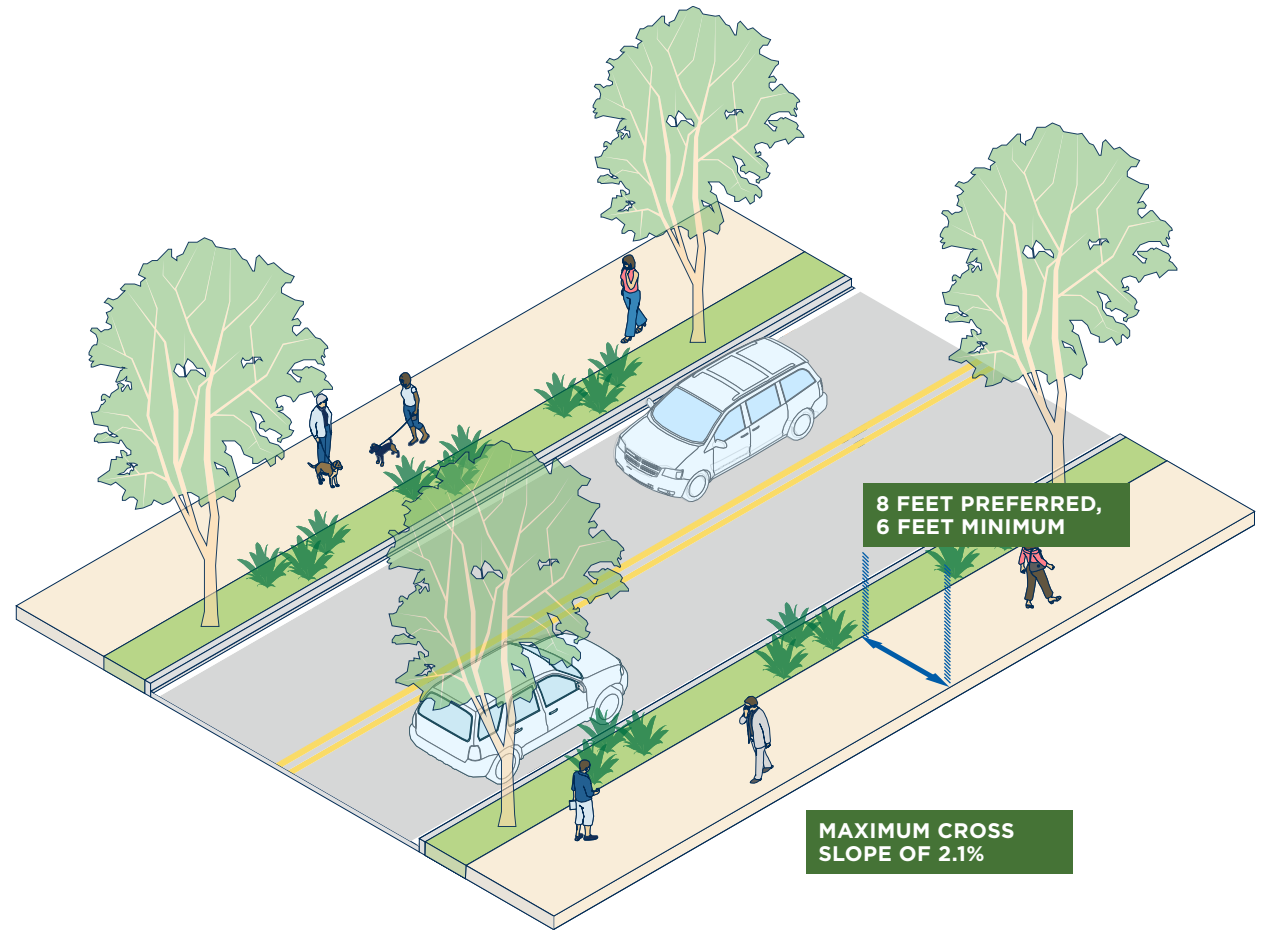 8 FEET PREFERRED,
6 FEET MINIMUM
MAXIMUM CROSS
SLOPE OF 2.1%